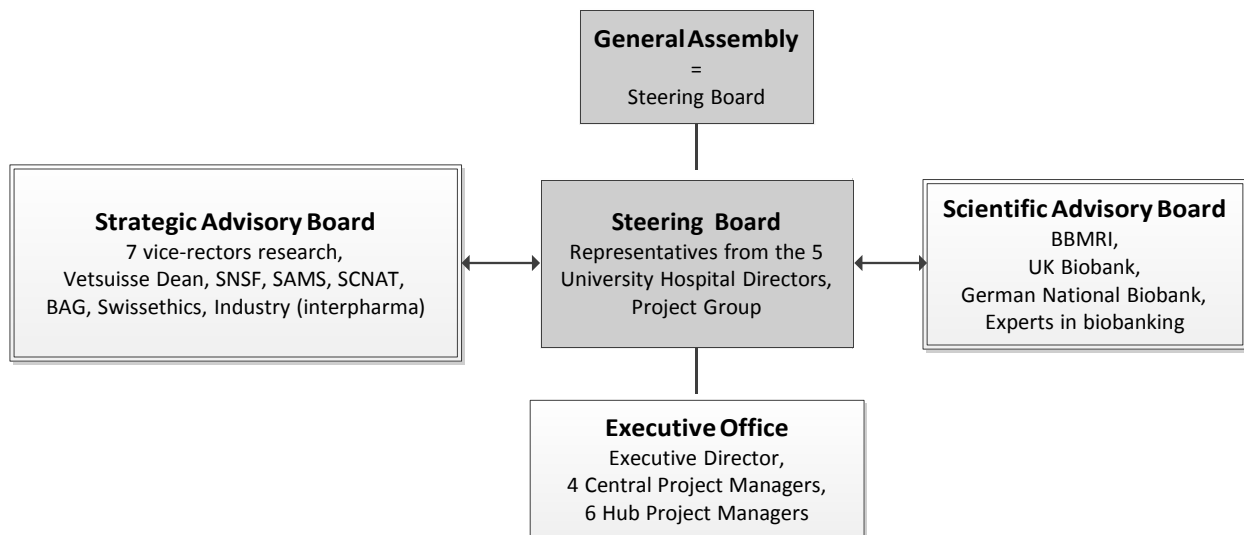 General Assembly
=
Steering Board
Strategic Advisory Board
7 vice-rectors research,
Vetsuisse Dean, SNSF, SAMS, SCNAT,
BAG, Swissethics, Industry (interpharma)
Steering Board
Representatives from the 5
University Hospital Directors,
Project Group
Scientific Advisory Board
BBMRI,
UK Biobank,
German National Biobank,
Experts in biobanking
Executive Office
Executive Director,
4 Central Project Managers,
6 Hub Project Managers